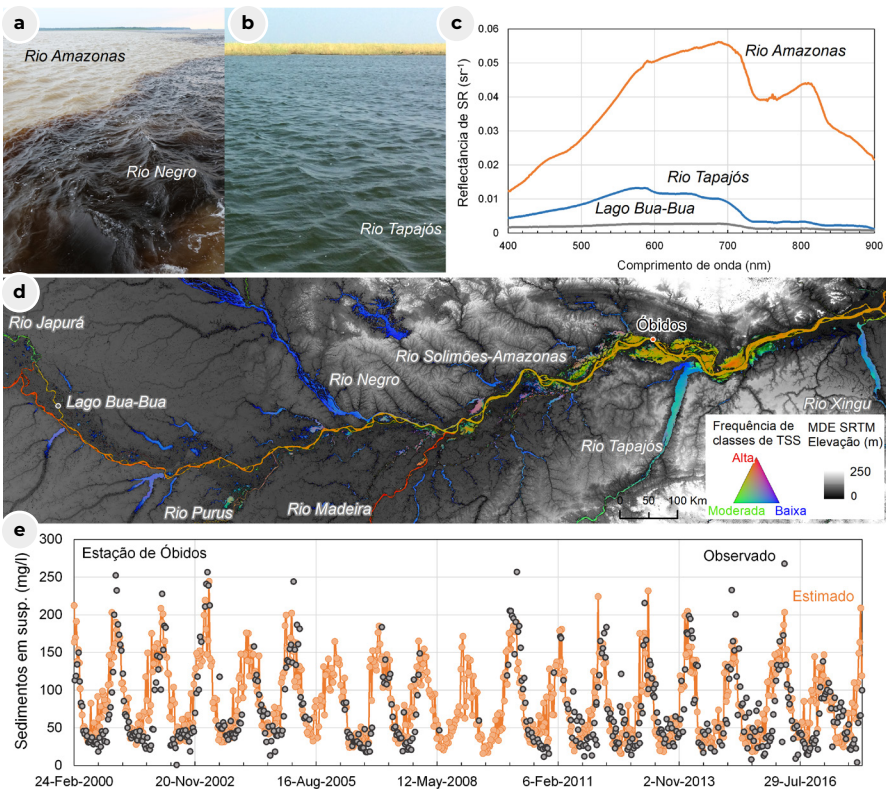 a
Rio Amazonas
Rio Negro
b
Rio Tapajós
c
Reflectância de SR (sr⁻¹)
0.06
0.05
0.04
0.03
0.02
0.01
0
Rio Amazonas
Rio Tapajós
Lago Bua-Bua
400 500 600 700 800 900
Comprimento de onda (nm)
d
Rio Japurá
Óbidos
Rio Solimões-Amazonas
Rio Negro
Lago Bua-Bua
Rio Xingu
Rio Tapajós
Rio Purus
Rio Madeira
0 50 100 Km
Frequência de
classes de TSS
Alta
Moderada Baixa
MDE SRTM
Elevação (m)
250
0
e
Sedimentos em susp. (mg/l)
300
250
200
150
100
50
0
Estação de Óbidos
Observado
Estimado
24-Feb-2000 20-Nov-2002 16-Aug-2005 12-May-2008 6-Feb-2011 2-Nov-2013 29-Jul-2016